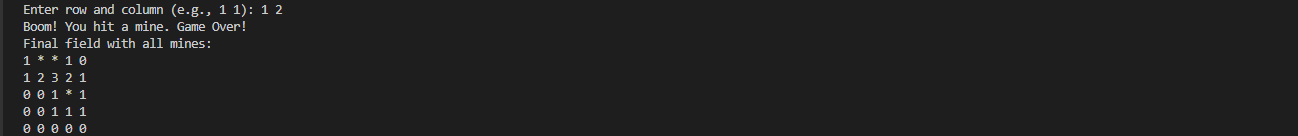 Enter row and column (e.g., 1 1): 1 2
Boom! You hit a mine. Game Over!
Final field with all mines:
1 * * 1 0
1 2 3 2 1
0 0 1 * 1
0 0 1 1 1
0 0 0 0 0